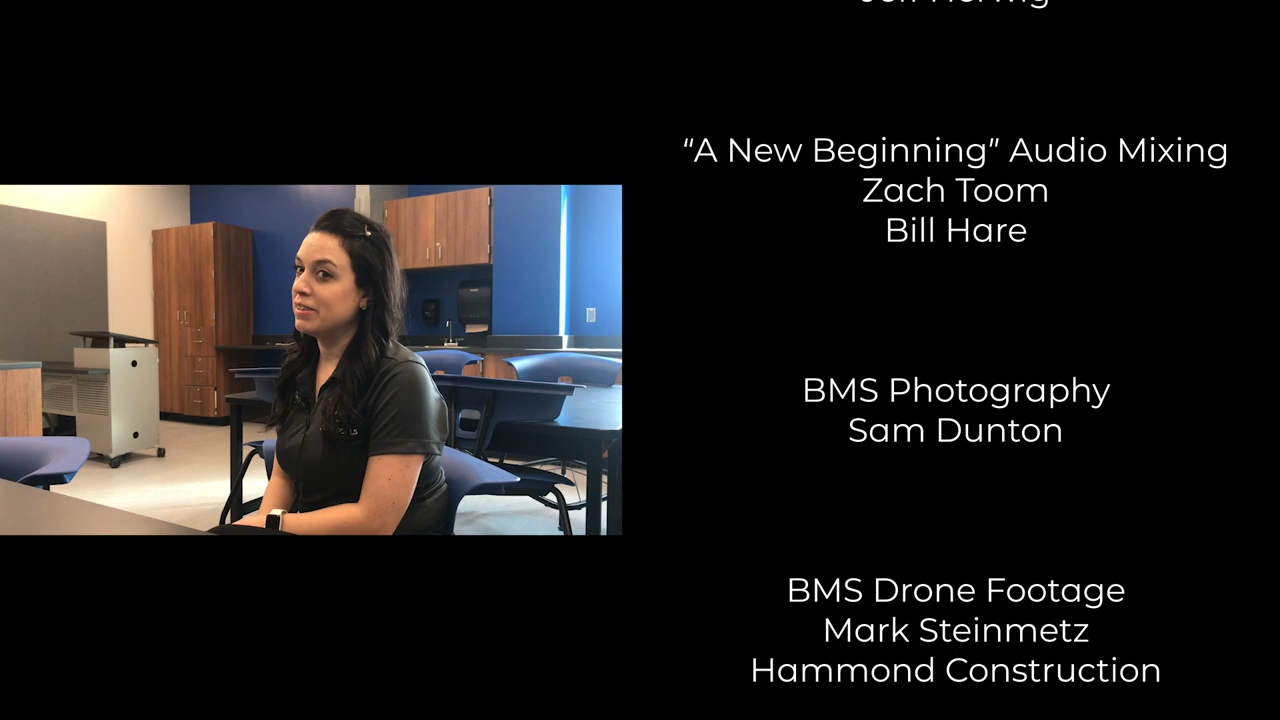 “A New Beginning” Audio Mixing
Zach Toom
Bill Hare
BMS Photography
Sam Dunton
BMS Drone Footage
Mark Steinmetz
Hammond Construction